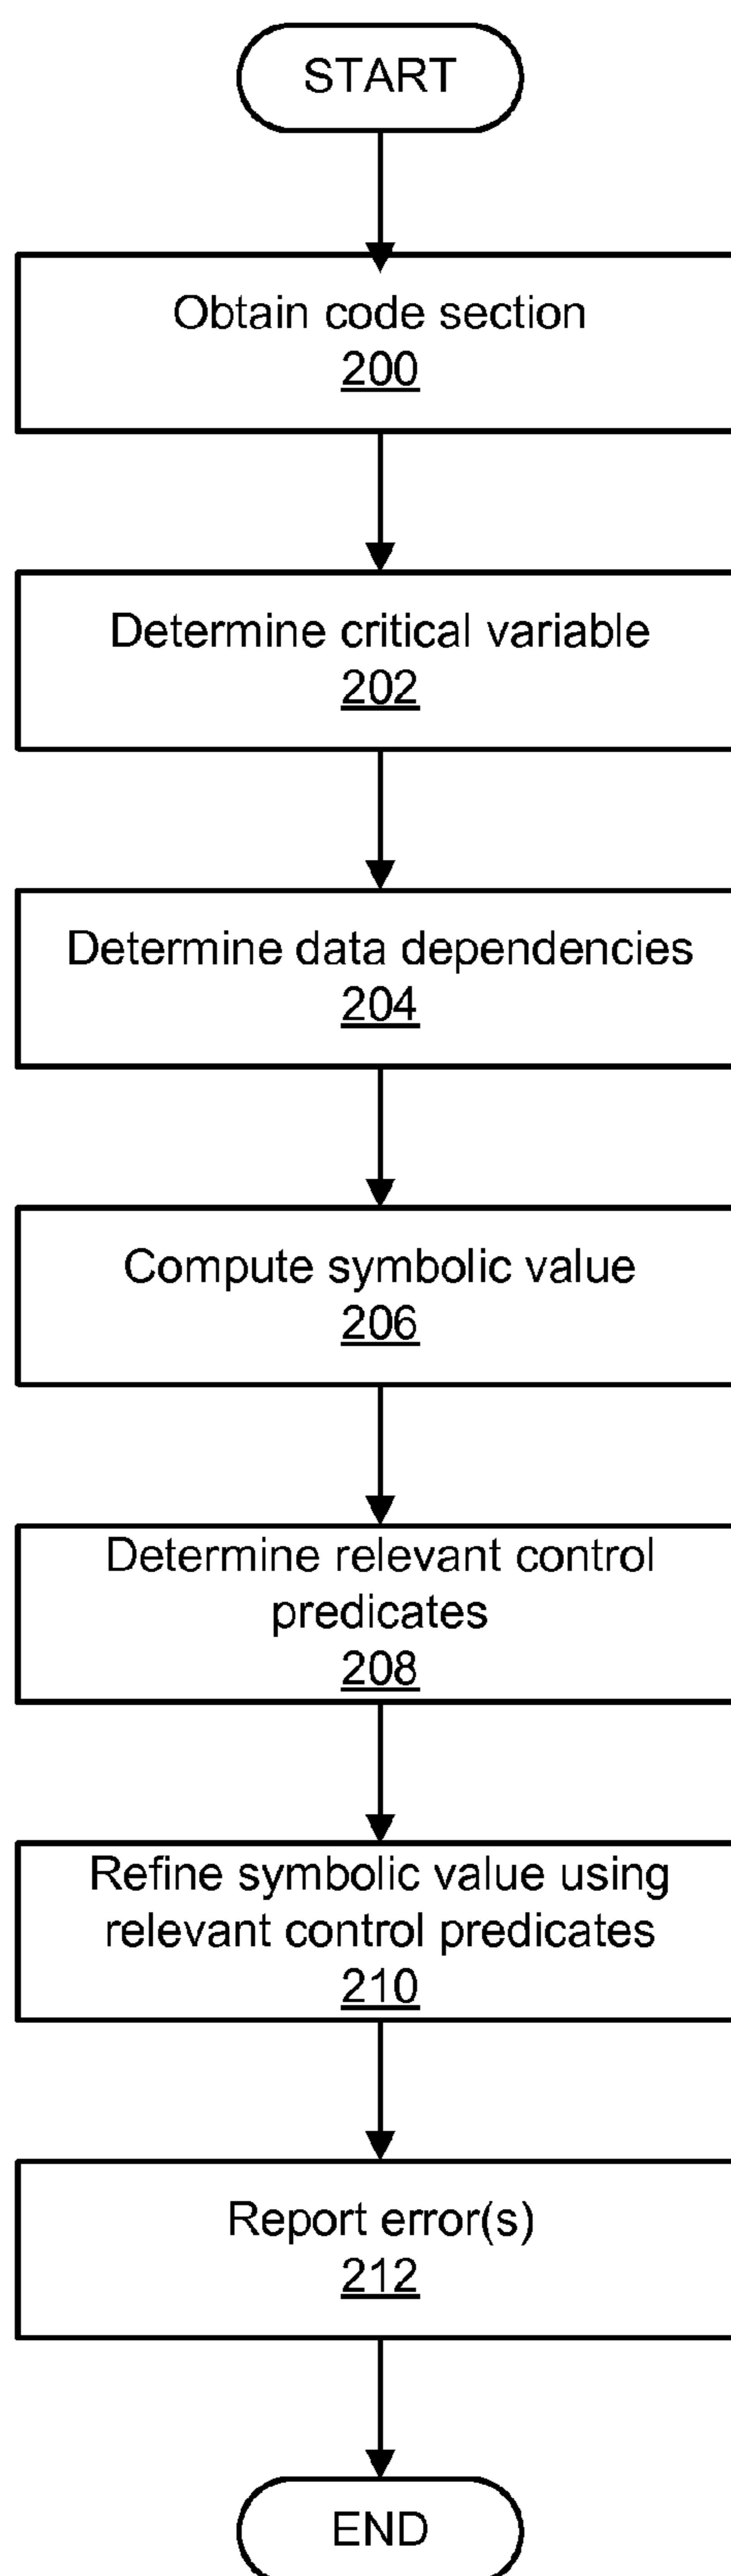 START
Obtain code section
200
Determine critical variable
202
Determine data dependencies
204
Compute symbolic value
206
Determine relevant control
predicates
208
Refine symbolic value using
relevant control predicates
210
Report error(s)
212
END